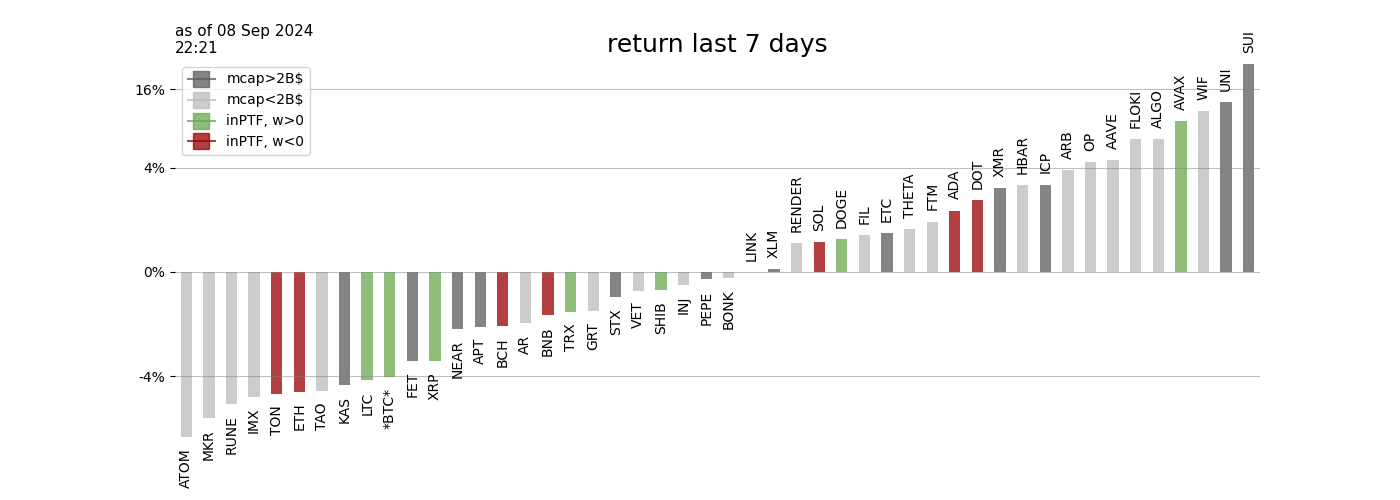 as of 08 Sep 2024
22:21
return last 7 days
mcap>2B$
mcap<2B$
inPTF, w>0
inPTF, w<0
16%
4%
0%
-4%
ATOM
MKR
RUNE
IMX
TON
ETH
TAO
KAS
LTC
*BTC*
FET
XRP
NEAR
APT
BCH
AR
BNB
TRX
GRT
STX
VET
SHIB
INJ
PEPE
BONK
LINK
XLM
RENDER
SOL
DOGE
FIL
ETC
THETA
FTM
ADA
DOT
XMR
HBAR
ICP
ARB
OP
AAVE
FLOKI
ALGO
AVAX
WIF
UNI
SUI